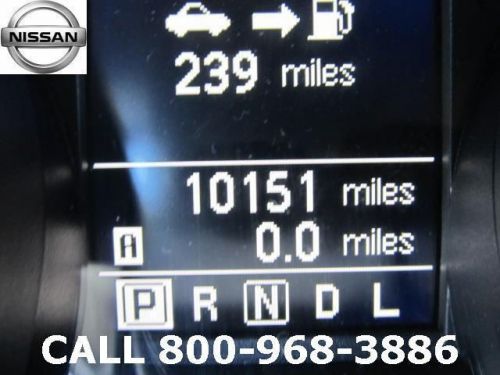 NISSAN
239 miles
10151 miles
A 0.0 miles
P R N D L
CALL 800-968-3886